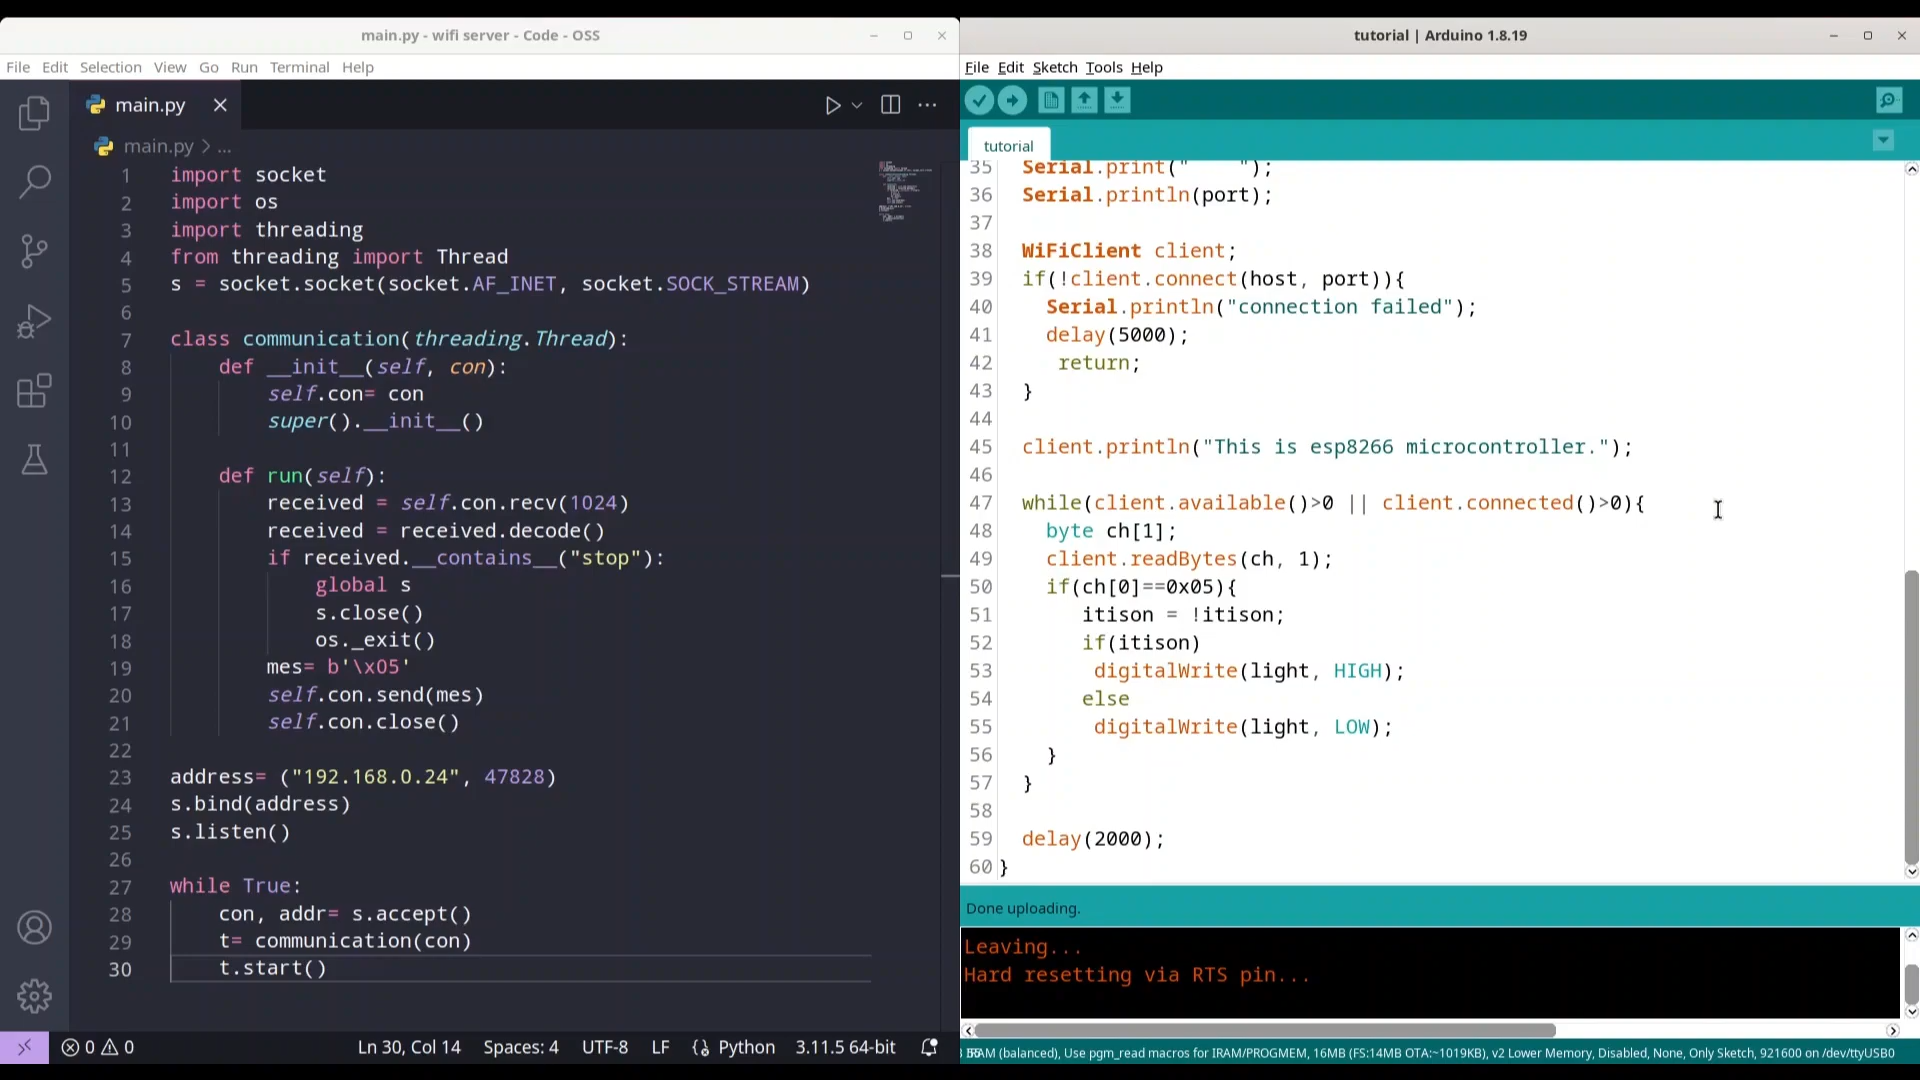 main.py - wifi server - Code - OSS
File Edit Selection View Go Run Terminal Help
main.py
main.py > ...
1 import socket
2 import os
3 import threading
4 from threading import Thread
5 s = socket.socket(socket.AF_INET, socket.SOCK_STREAM)
6
7 class communication(threading.Thread):
8 def __init__(self, con):
9 self.con= con
10 super().__init__()
11
12 def run(self):
13 received = self.con.recv(1024)
14 received = received.decode()
15 if received.__contains__("stop"):
16 global s
17 s.close()
18 os._exit()
19 mes= b'\x05'
20 self.con.send(mes)
21 self.con.close()
22
23 address= ("192.168.0.24", 47828)
24 s.bind(address)
25 s.listen()
26
27 while True:
28 con, addr= s.accept()
29 t= communication(con)
30 t.start()
0 0 Ln 30, Col 14 Spaces: 4 UTF-8 LF Python 3.11.5 64-bit
tutorial | Arduino 1.8.19
File Edit Sketch Tools Help
tutorial
35 Serial.print("    ");
36 Serial.println(port);
37
38 WiFiClient client;
39 if(!client.connect(host, port)){
40 Serial.println("connection failed");
41 delay(5000);
42 return;
43 }
44
45 client.println("This is esp8266 microcontroller.");
46
47 while(client.available()>0 || client.connected()>0){
48 byte ch[1];
49 client.readBytes(ch, 1);
50 if(ch[0]==0x05){
51 itison = !itison;
52 if(itison)
53 digitalWrite(light, HIGH);
54 else
55 digitalWrite(light, LOW);
56 }
57 }
58
59 delay(2000);
60 }
Done uploading.
Leaving...
Hard resetting via RTS pin...
(balanced), Use pgm_read macros for IRAM/PROGMEM, 16MB (FS:14MB OTA:~1019KB), v2 Lower Memory, Disabled, None, Only Sketch, 921600 on /dev/ttyUSB0